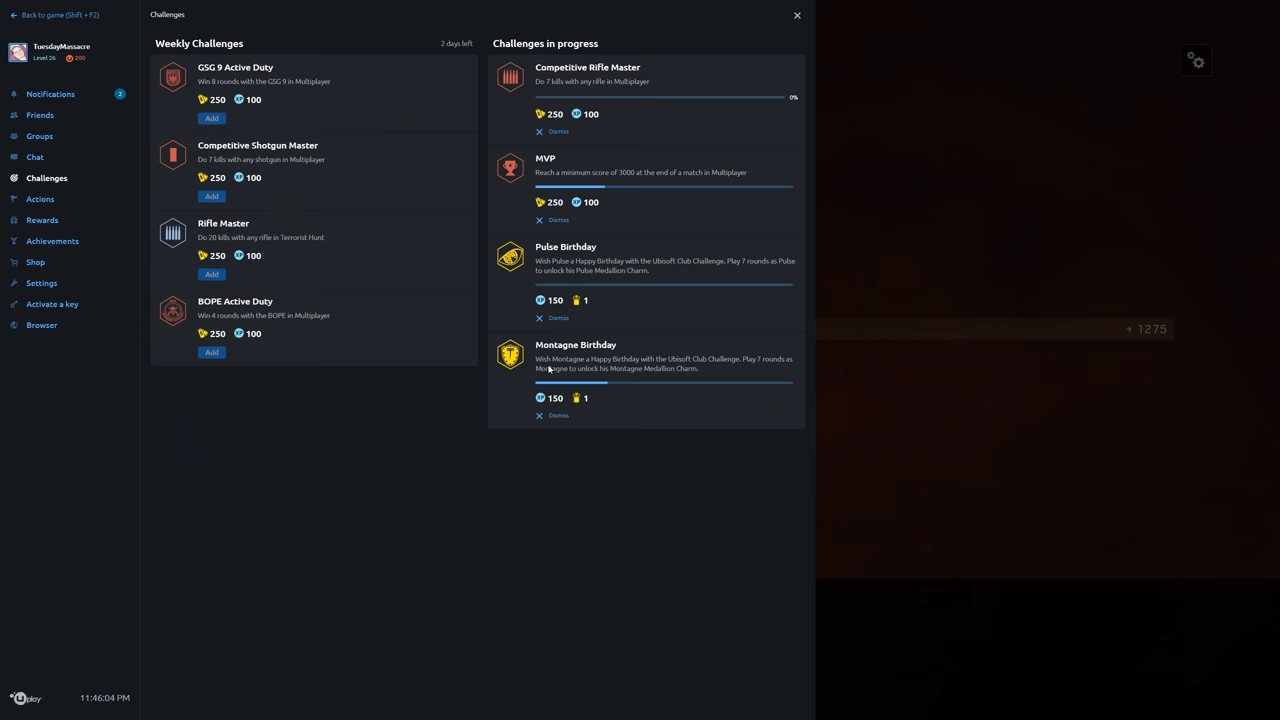 Back to game (Shift + F2)
TuesdayMassacre
Level 26 200
Notifications 2
Friends
Groups
Chat
Challenges
Actions
Rewards
Achievements
Shop
Settings
Activate a key
Browser
uplay 11:46:04 PM
Challenges
Weekly Challenges 2 days left
GSG 9 Active Duty
Win 8 rounds with the GSG 9 in Multiplayer
250 XP 100
Add
Competitive Shotgun Master
Do 7 kills with any shotgun in Multiplayer
250 XP 100
Add
Rifle Master
Do 20 kills with any rifle in Terrorist Hunt
250 XP 100
Add
BOPE Active Duty
Win 4 rounds with the BOPE in Multiplayer
250 XP 100
Add
Challenges in progress
Competitive Rifle Master
Do 7 kills with any rifle in Multiplayer
0%
250 XP 100
Dismiss
MVP
Reach a minimum score of 3000 at the end of a match in Multiplayer
250 XP 100
Dismiss
Pulse Birthday
Wish Pulse a Happy Birthday with the Ubisoft Club Challenge. Play 7 rounds as Pulse
to unlock his Pulse Medallion Charm.
XP 150 1
Dismiss
Montagne Birthday
Wish Montagne a Happy Birthday with the Ubisoft Club Challenge. Play 7 rounds as
Montagne to unlock his Montagne Medallion Charm.
XP 150 1
Dismiss
+ 1275